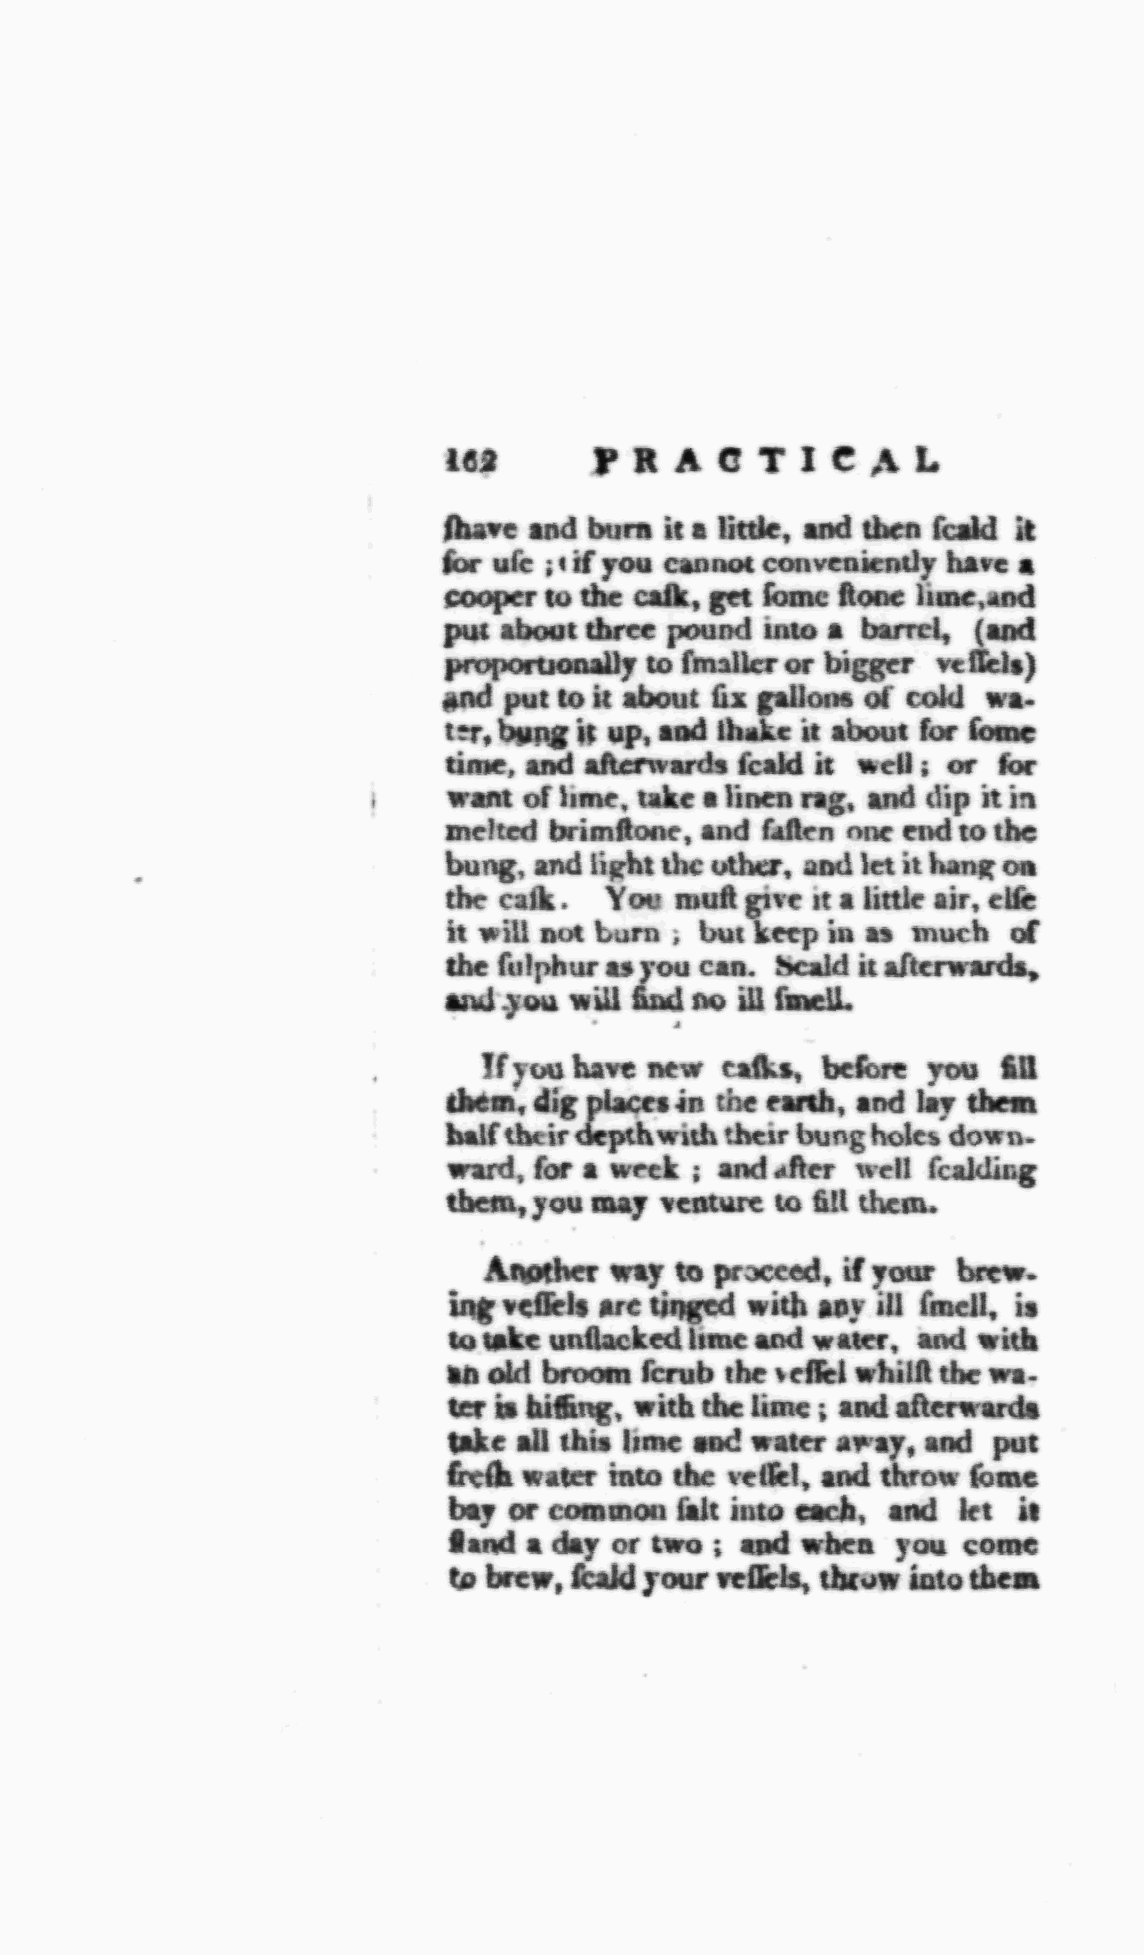 162 PRACTICAL
ſhave and burn it a little, and then ſcald it
for uſe ; if you cannot conveniently have a
cooper to the caſk, get ſome ſtone lime, and
put about three pound into a barrel, (and
proportionally to ſmaller or bigger veſſels)
and put to it about ſix gallons of cold wa-
ter, bung it up, and ſhake it about for ſome
time, and afterwards ſcald it well ; or for
want of lime, take a linen rag, and dip it in
melted brimſtone, and faſten one end to the
bung, and light the other, and let it hang on
the caſk. You muſt give it a little air, elſe
it will not burn ; but keep in as much of
the ſulphur as you can. Scald it afterwards,
and you will find no ill ſmell.
If you have new caſks, before you fill
them, dig places in the earth, and lay them
half their depth with their bung holes down-
ward, for a week ; and after well ſcalding
them, you may venture to fill them.
Another way to proceed, if your brew-
ing veſſels are tinged with any ill ſmell, is
to take unſlacked lime and water, and with
an old broom ſcrub the veſſel whilſt the wa-
ter is hiſſing, with the lime ; and afterwards
take all this lime and water away, and put
freſh water into the veſſel, and throw ſome
bay or common ſalt into each, and let it
ſtand a day or two ; and when you come
to brew, ſcald your veſſels, throw into them